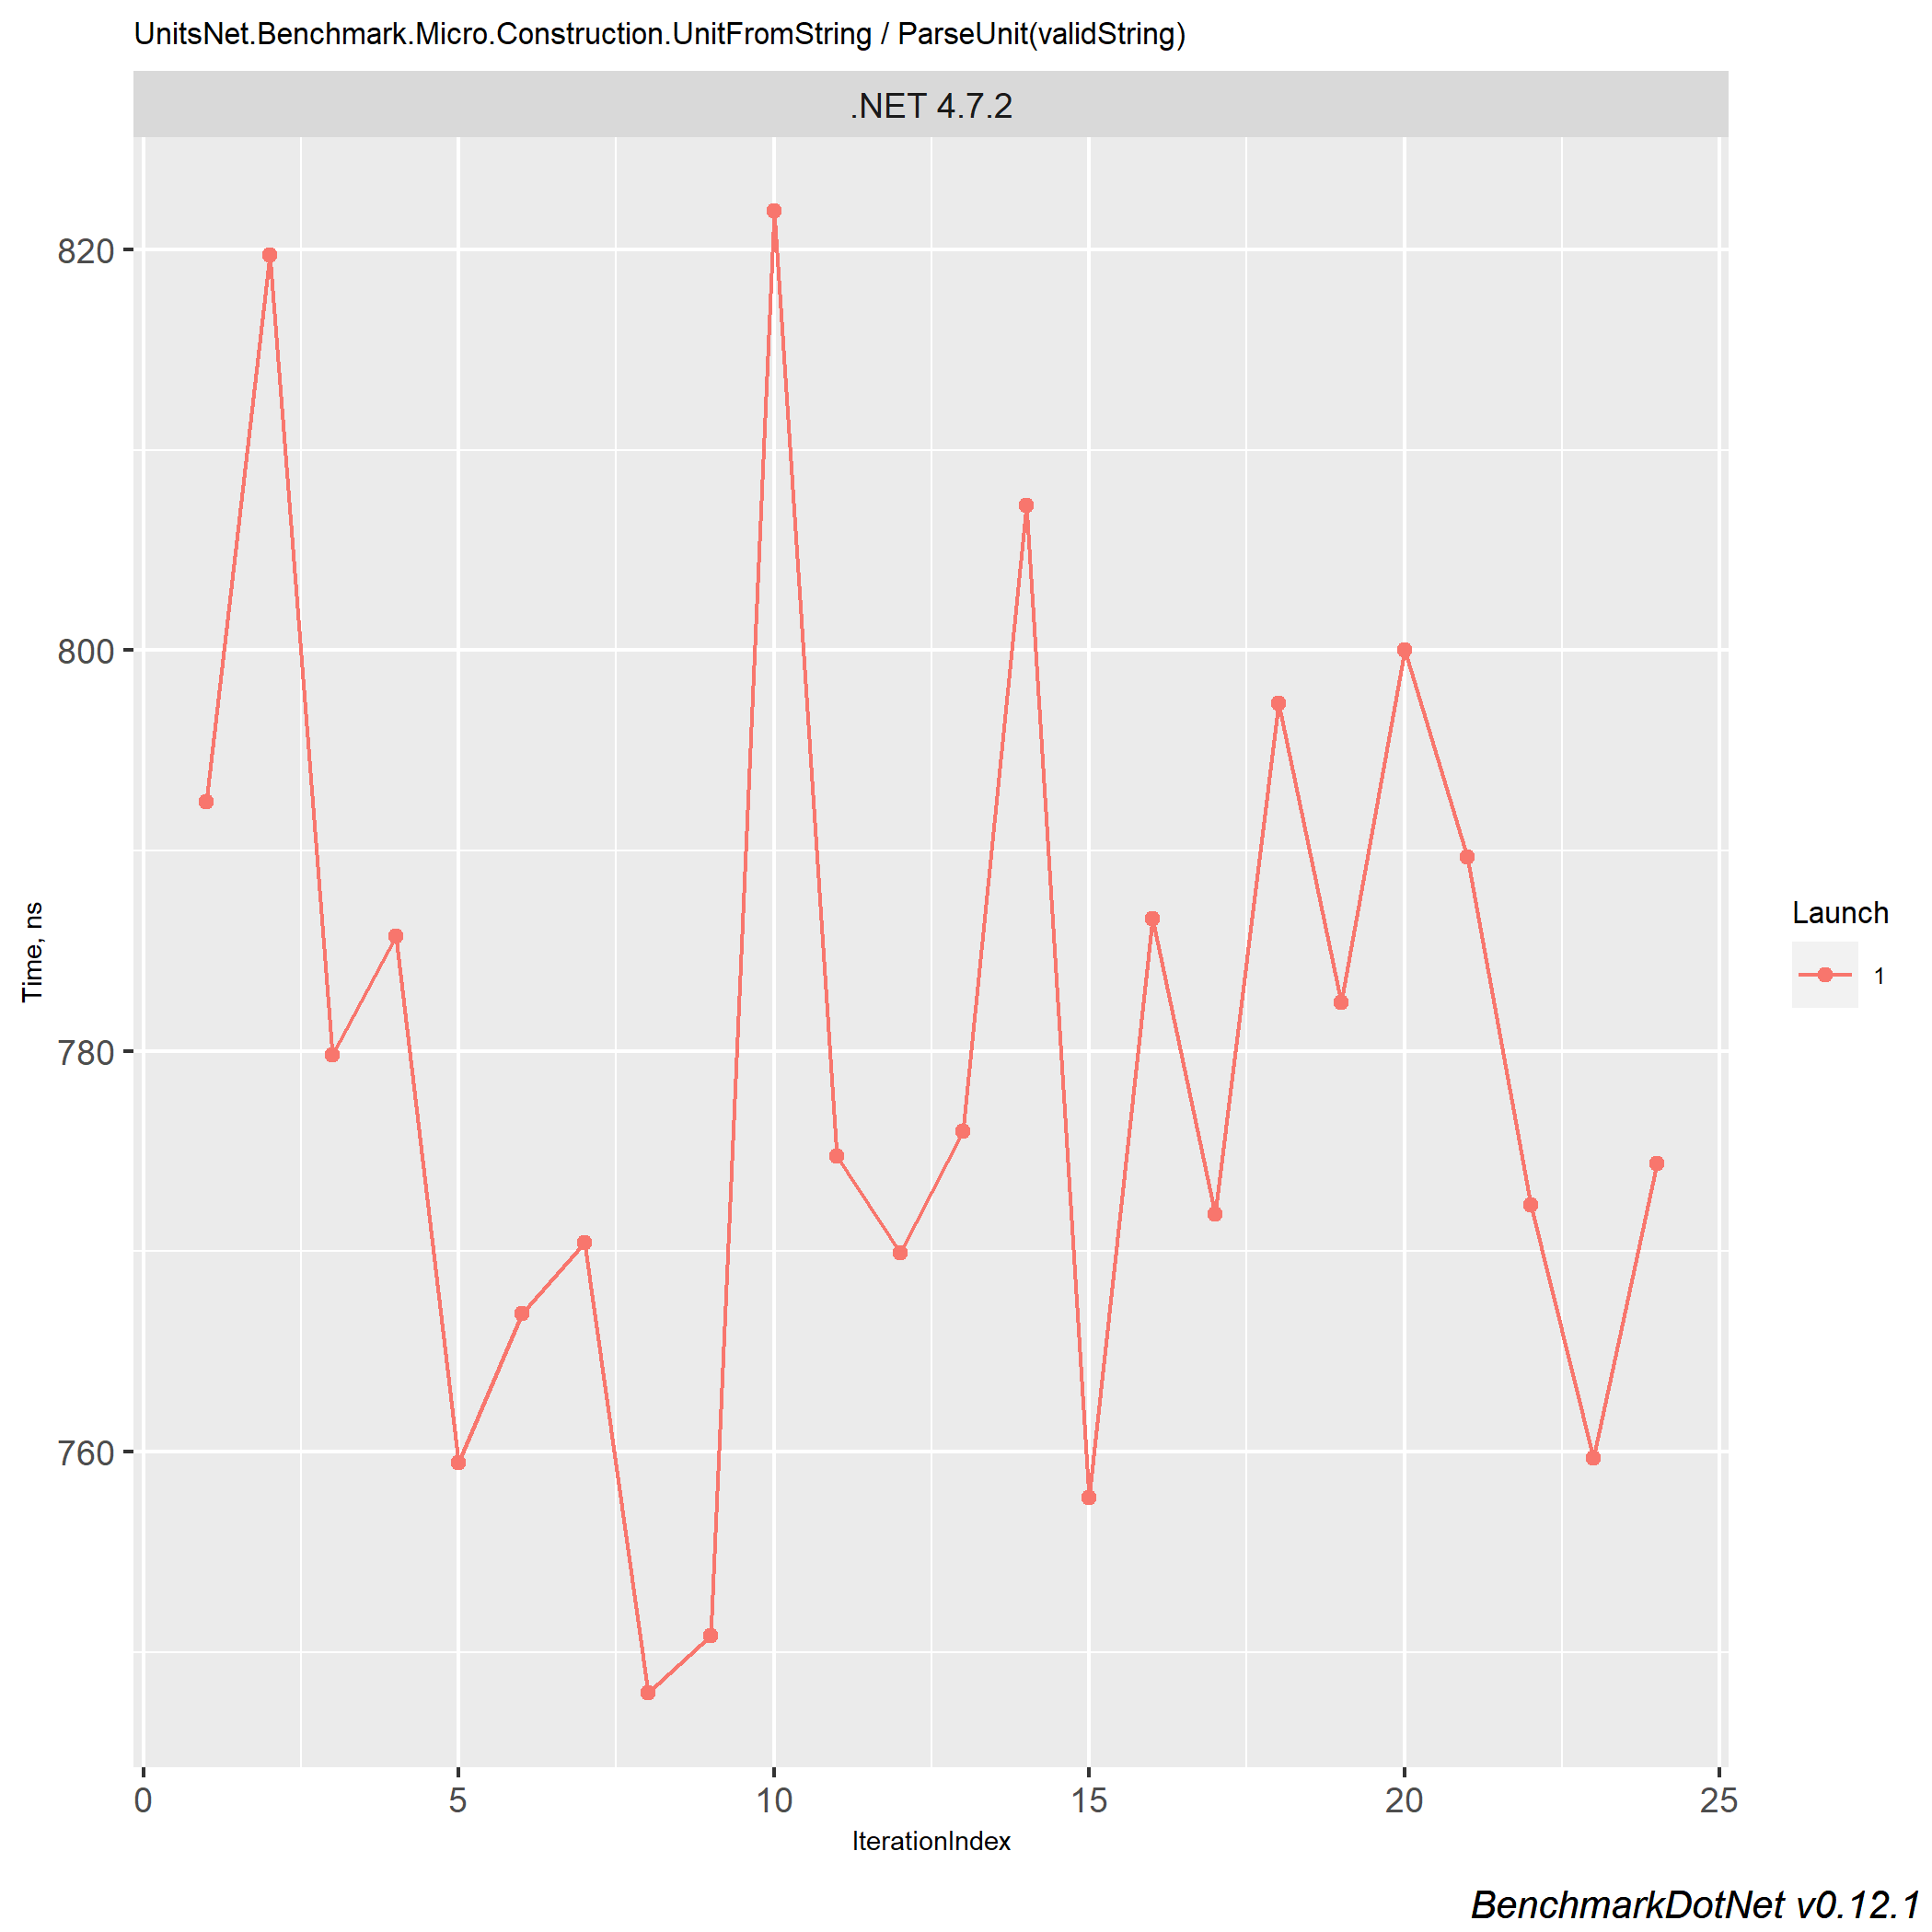 UnitsNet.Benchmark.Micro.Construction.UnitFromString / ParseUnit(validString)
.NET 4.7.2
820
800
780
760
Time, ns
0 5 10 15 20 25
IterationIndex
Launch
1
BenchmarkDotNet v0.12.1